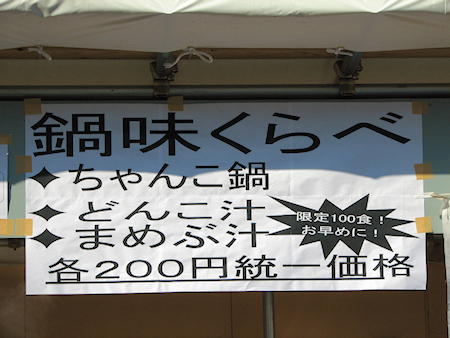 鍋味くらべ
✦ちゃんこ鍋
✦どんこ汁
✦まめぶ汁
限定100食！
お早めに！
各200円統一価格